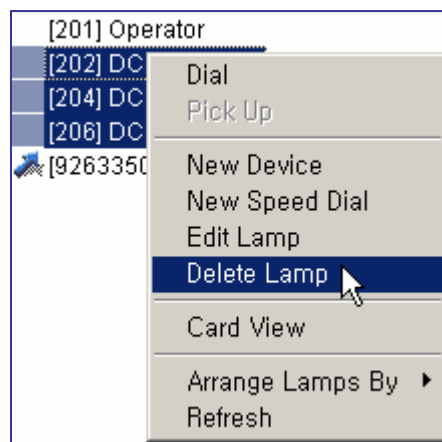 [201] Operator
[202] DC
[204] DC
[206] DC
[9263350
Dial
Pick Up
New Device
New Speed Dial
Edit Lamp
Delete Lamp
Card View
Arrange Lamps By
Refresh